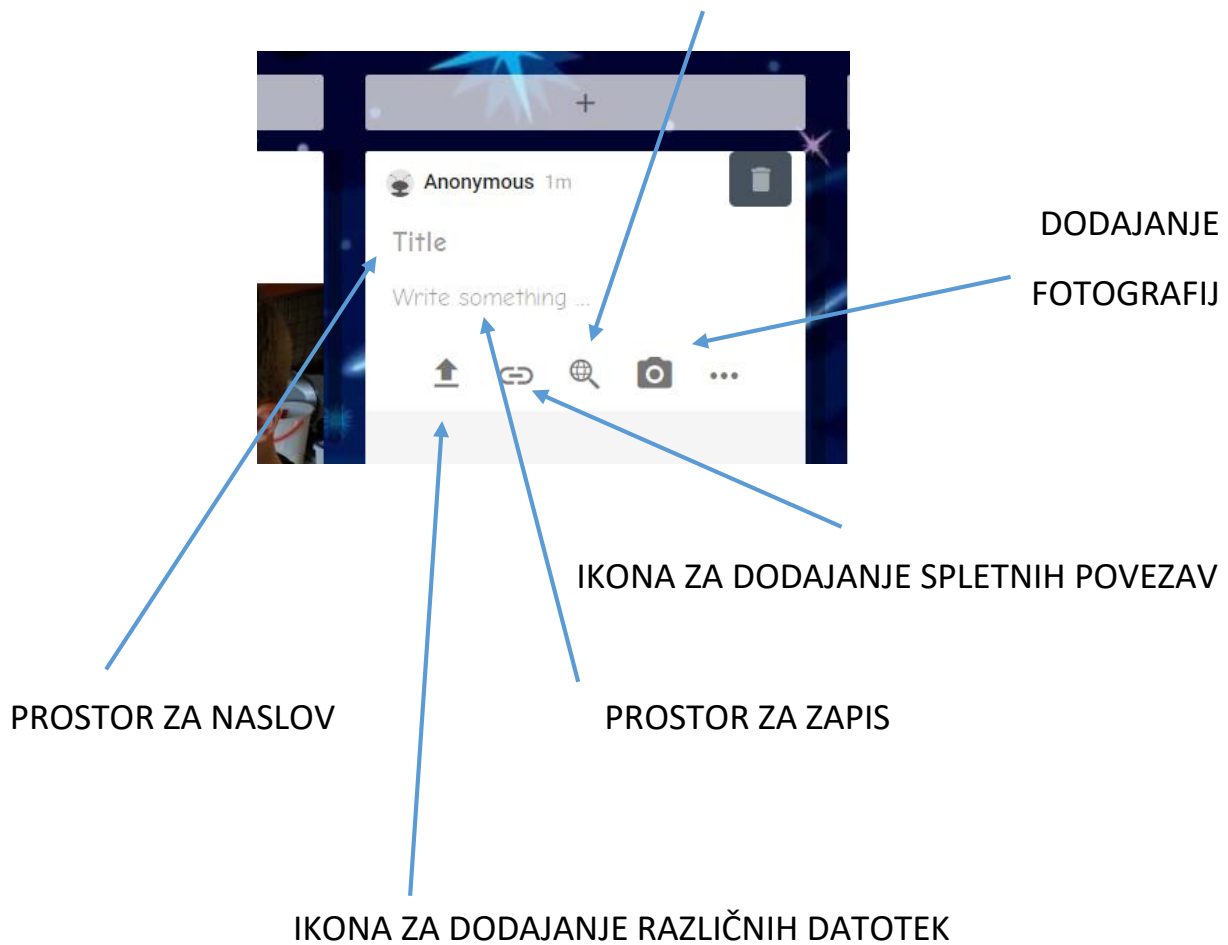 +
Anonymous 1m
Title
Write something ...
DODAJANJE
FOTOGRAFIJ
IKONA ZA DODAJANJE SPLETNIH POVEZAV
PROSTOR ZA NASLOV
PROSTOR ZA ZAPIS
IKONA ZA DODAJANJE RAZLIČNIH DATOTEK